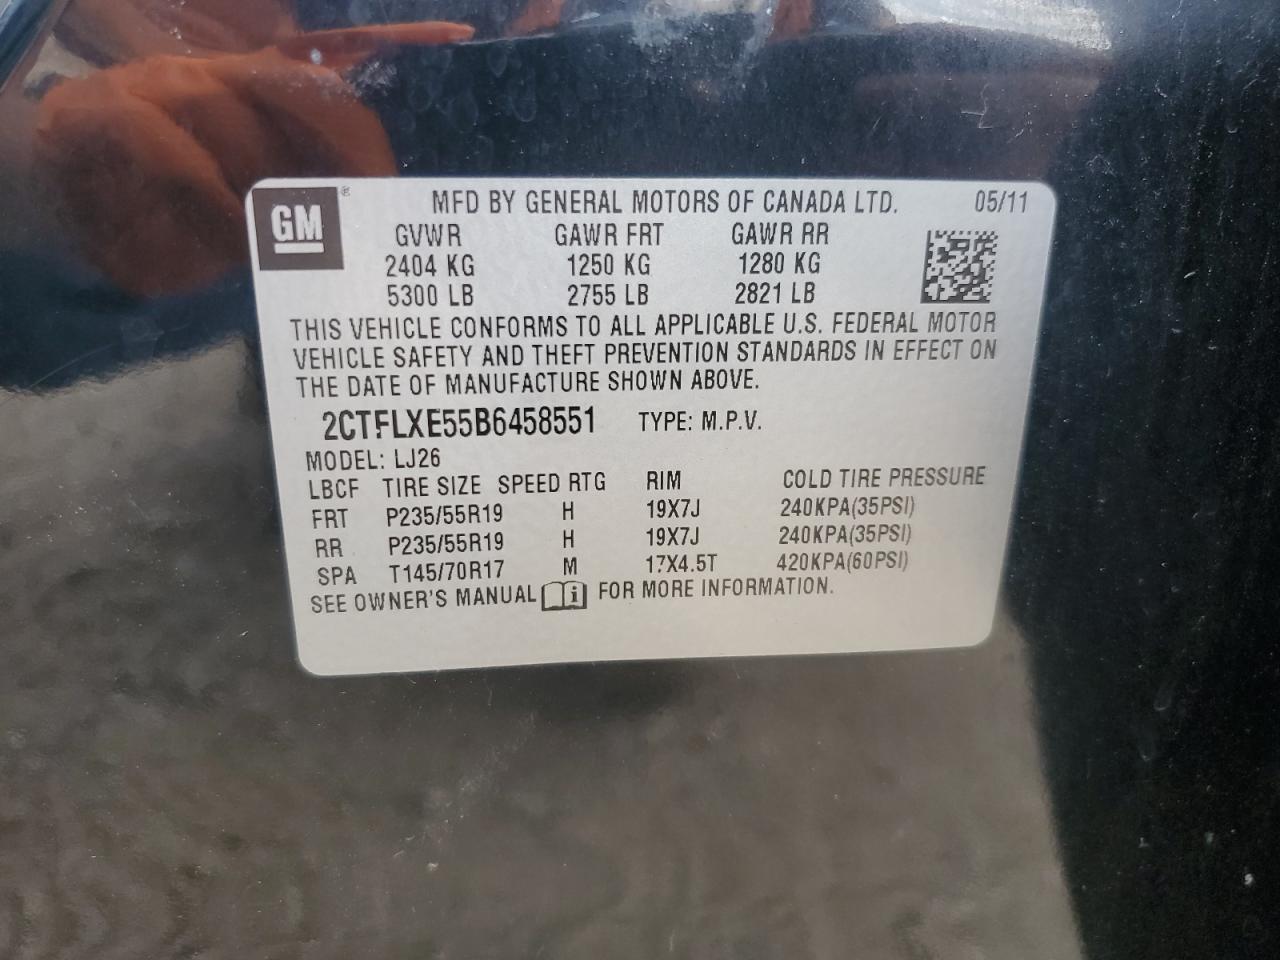 GM ® MFD BY GENERAL MOTORS OF CANADA LTD. 05/11
GVWR GAWR FRT GAWR RR
2404 KG 1250 KG 1280 KG
5300 LB 2755 LB 2821 LB
THIS VEHICLE CONFORMS TO ALL APPLICABLE U.S. FEDERAL MOTOR
VEHICLE SAFETY AND THEFT PREVENTION STANDARDS IN EFFECT ON
THE DATE OF MANUFACTURE SHOWN ABOVE.
2CTFLXE55B6458551 TYPE: M.P.V.
MODEL: LJ26
LBCF TIRE SIZE SPEED RTG RIM COLD TIRE PRESSURE
FRT P235/55R19 H 19X7J 240KPA(35PSI)
RR P235/55R19 H 19X7J 240KPA(35PSI)
SPA T145/70R17 M 17X4.5T 420KPA(60PSI)
SEE OWNER'S MANUAL i FOR MORE INFORMATION.